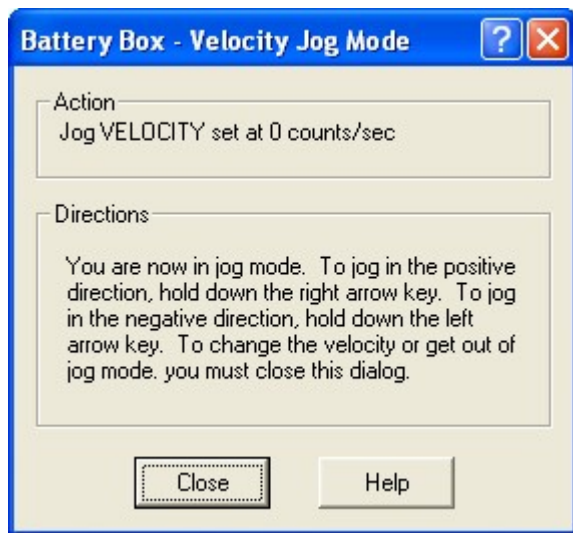 Battery Box - Velocity Jog Mode
Action
Jog VELOCITY set at 0 counts/sec
Directions
You are now in jog mode. To jog in the positive
direction, hold down the right arrow key. To jog
in the negative direction, hold down the left
arrow key. To change the velocity or get out of
jog mode. you must close this dialog.
Close Help